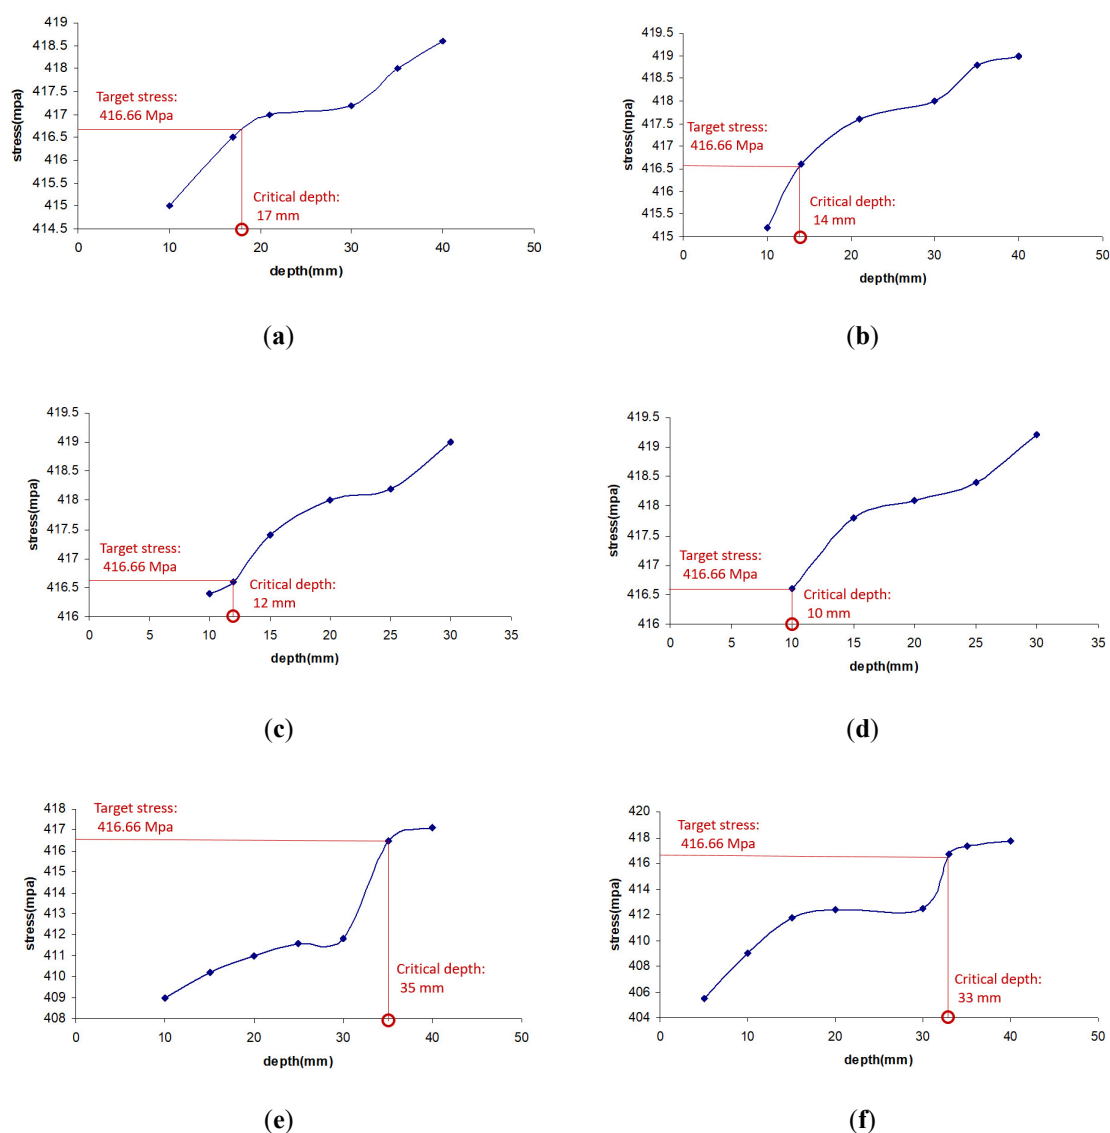 419
418.5
418
417.5
417
416.5
416
415.5
415
414.5
stress(mpa)
Target stress:
416.66 Mpa
Critical depth:
17 mm
0 10 20 30 40 50
depth(mm)
(a)
419.5
419
418.5
418
417.5
417
416.5
416
415.5
415
stress(mpa)
Target stress:
416.66 Mpa
Critical depth:
14 mm
0 10 20 30 40 50
depth(mm)
(b)
419.5
419
418.5
418
417.5
417
416.5
416
stress(mpa)
Target stress:
416.66 Mpa
Critical depth:
12 mm
0 5 10 15 20 25 30 35
depth(mm)
(c)
419.5
419
418.5
418
417.5
417
416.5
416
stress(mpa)
Target stress:
416.66 Mpa
Critical depth:
10 mm
0 5 10 15 20 25 30 35
depth(mm)
(d)
418
417
416
415
414
413
412
411
410
409
408
stress(mpa)
Target stress:
416.66 Mpa
Critical depth:
35 mm
0 10 20 30 40 50
depth(mm)
(e)
420
418
416
414
412
410
408
406
404
stress(mpa)
Target stress:
416.66 Mpa
Critical depth:
33 mm
0 10 20 30 40 50
depth(mm)
(f)